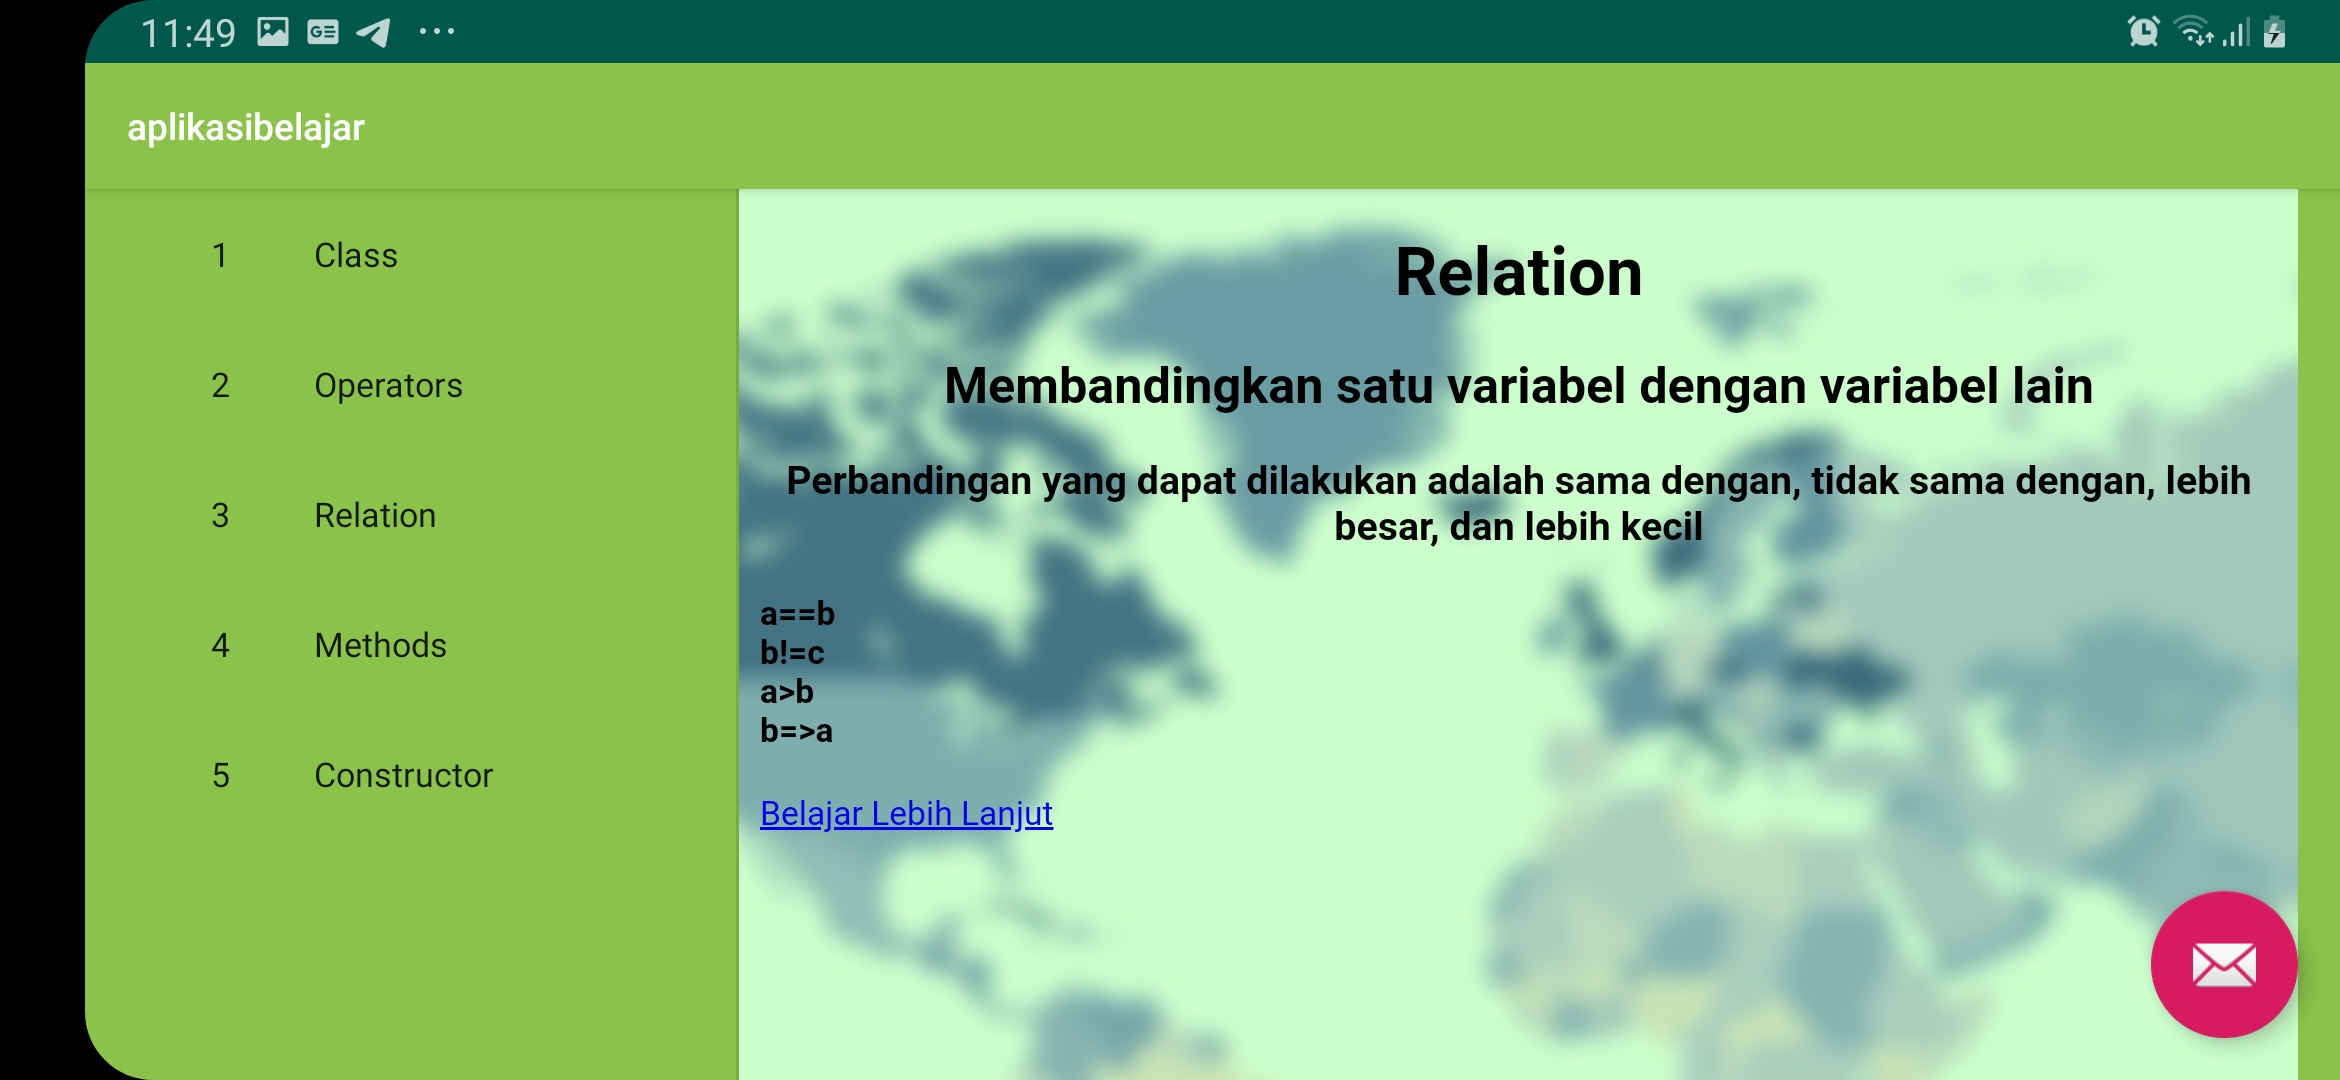 11:49
aplikasibelajar
1 Class
2 Operators
3 Relation
4 Methods
5 Constructor
Relation
Membandingkan satu variabel dengan variabel lain
Perbandingan yang dapat dilakukan adalah sama dengan, tidak sama dengan, lebih
besar, dan lebih kecil
a==b
b!=c
a>b
b=>a
Belajar Lebih Lanjut